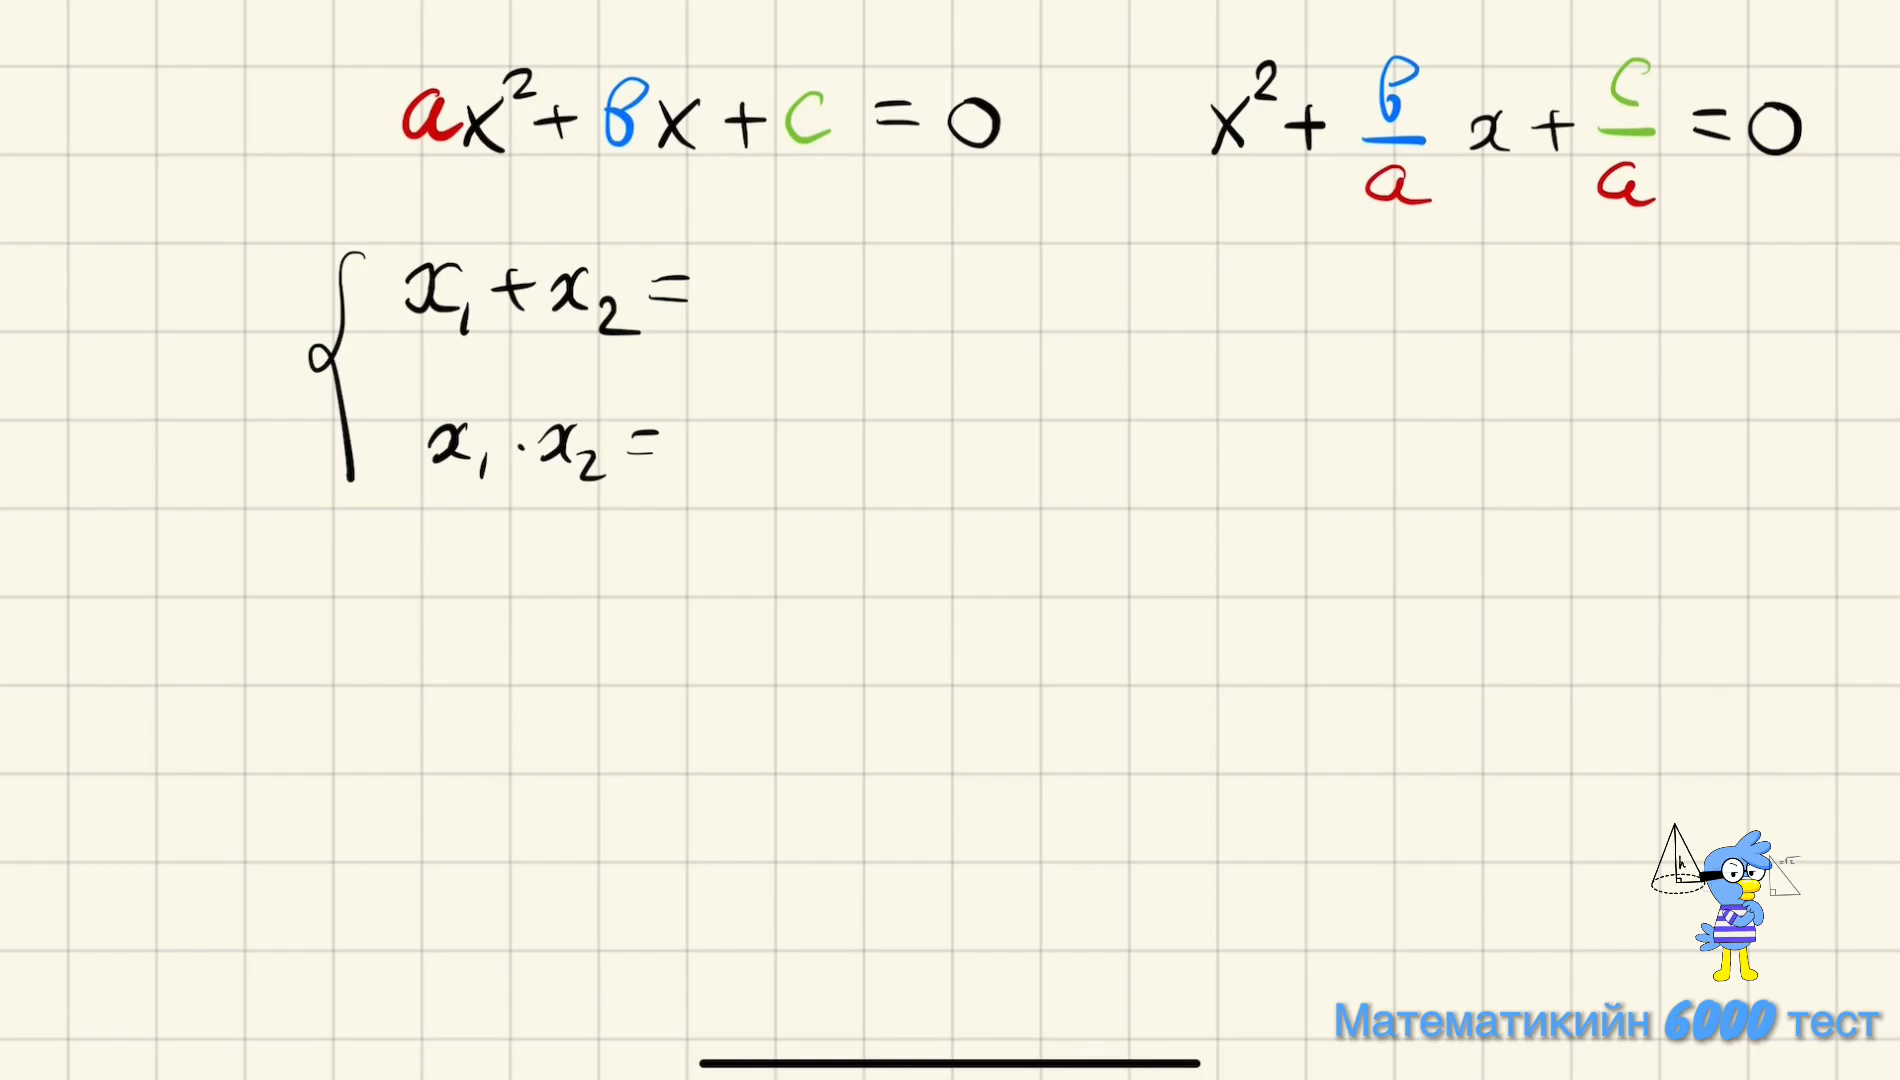 ax² + bx + c = 0
x² + b/a x + c/a = 0
x₁ + x₂ =
x₁ · x₂ =
h
Математикийн 6000 тест